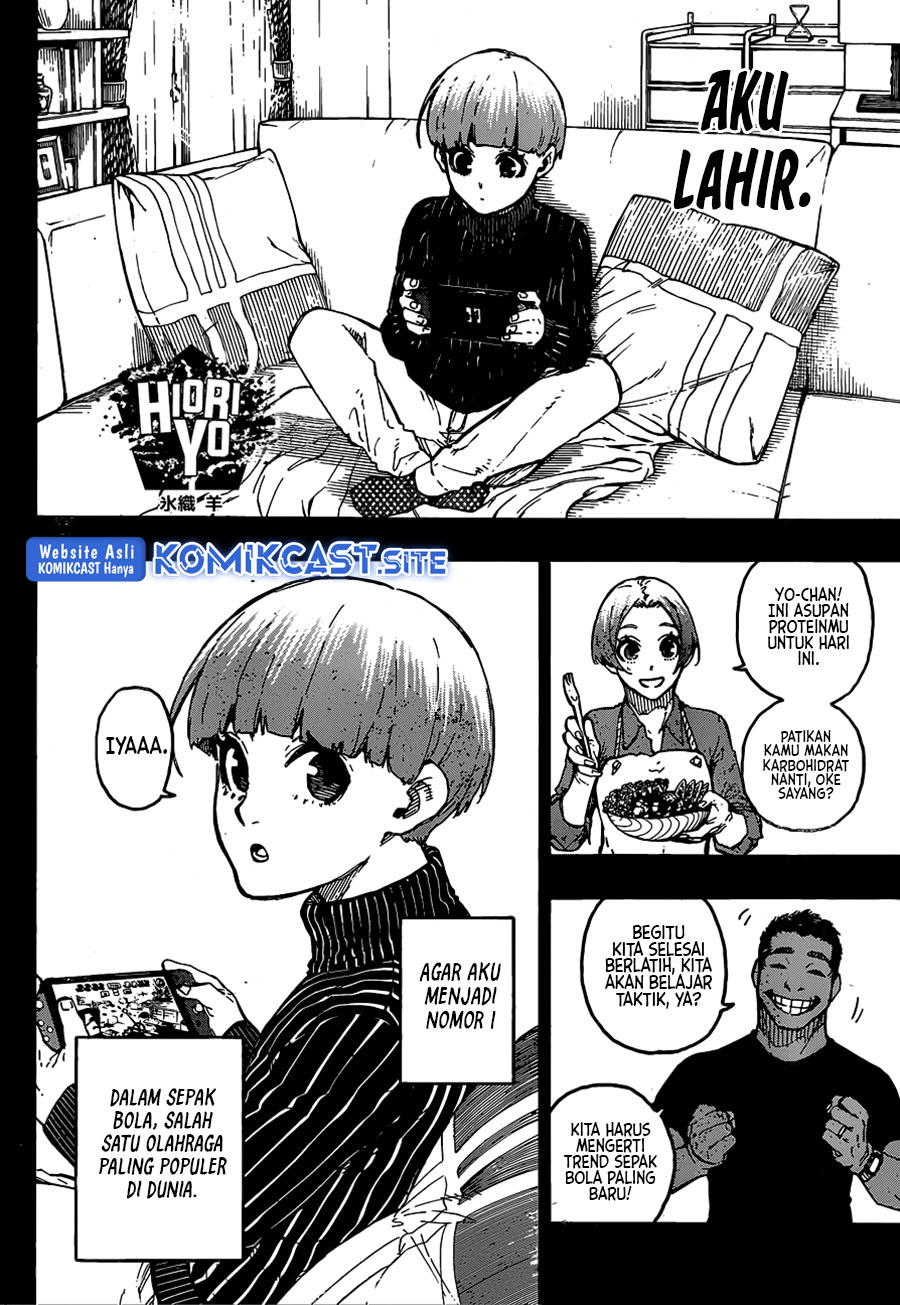 AKU
LAHIR.
HIORI
YO
氷織 羊
Website Asli
KOMIKCAST Hanya
KOMIKCAST.SITE
YO-CHAN!
INI ASUPAN
PROTEINMU
UNTUK HARI
INI.
PATIKAN
KAMU MAKAN
KARBOHIDRAT
NANTI, OKE
SAYANG?
BEGITU
KITA SELESAI
BERLATIH, KITA
AKAN BELAJAR
TAKTIK, YA?
KITA HARUS
MENGERTI
TREND SEPAK
BOLA PALING
BARU!
IYAAA.
AGAR AKU
MENJADI
NOMOR 1
DALAM SEPAK
BOLA, SALAH
SATU OLAHRAGA
PALING POPULER
DI DUNIA.